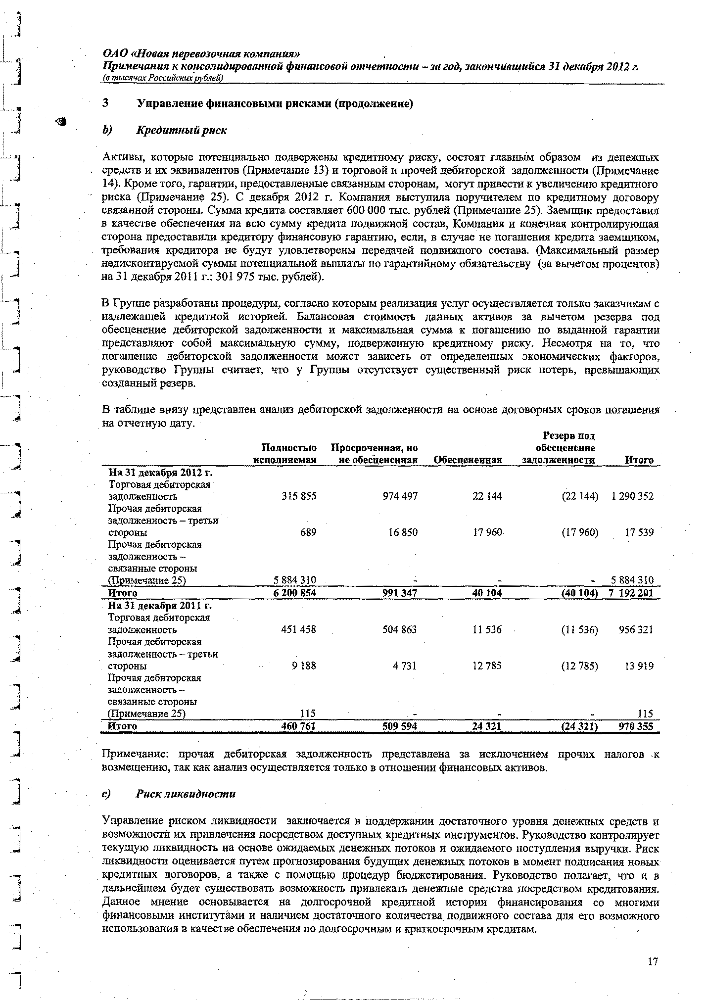 ОАО «Новая перевозочная компания»
Примечания к консолидированной финансовой отчетности – за год, закончившийся 31 декабря 2012 г.
(в тысячах Российских рублей)
3 Управление финансовыми рисками (продолжение)
b) Кредитный риск
Активы, которые потенциально подвержены кредитному риску, состоят главным образом из денежных
средств и их эквивалентов (Примечание 13) и торговой и прочей дебиторской задолженности (Примечание
14). Кроме того, гарантии, предоставленные связанным сторонам, могут привести к увеличению кредитного
риска (Примечание 25). С декабря 2012 г. Компания выступила поручителем по кредитному договору
связанной стороны. Сумма кредита составляет 600 000 тыс. рублей (Примечание 25). Заемщик предоставил
в качестве обеспечения на всю сумму кредита подвижной состав, Компания и конечная контролирующая
сторона предоставили кредитору финансовую гарантию, если, в случае не погашения кредита заемщиком,
требования кредитора не будут удовлетворены передачей подвижного состава. (Максимальный размер
недисконтируемой суммы потенциальной выплаты по гарантийному обязательству (за вычетом процентов)
на 31 декабря 2011 г.: 301 975 тыс. рублей).
В Группе разработаны процедуры, согласно которым реализация услуг осуществляется только заказчикам с
надлежащей кредитной историей. Балансовая стоимость данных активов за вычетом резерва под
обесценение дебиторской задолженности и максимальная сумма к погашению по выданной гарантии
представляют собой максимальную сумму, подверженную кредитному риску. Несмотря на то, что
погашение дебиторской задолженности может зависеть от определенных экономических факторов,
руководство Группы считает, что у Группы отсутствует существенный риск потерь, превышающих
созданный резерв.
В таблице внизу представлен анализ дебиторской задолженности на основе договорных сроков погашения
на отчетную дату.
Резерв под
Полностью Просроченная, но обесценение
исполняемая не обесцененная Обесцененная задолженности Итого
На 31 декабря 2012 г.
Торговая дебиторская
задолженность 315 855 974 497 22 144 (22 144) 1 290 352
Прочая дебиторская
задолженность – третьи
стороны 689 16 850 17 960 (17 960) 17 539
Прочая дебиторская
задолженность –
связанные стороны
(Примечание 25) 5 884 310 - - - 5 884 310
Итого 6 200 854 991 347 40 104 (40 104) 7 192 201
На 31 декабря 2011 г.
Торговая дебиторская
задолженность 451 458 504 863 11 536 (11 536) 956 321
Прочая дебиторская
задолженность – третьи
стороны 9 188 4 731 12 785 (12 785) 13 919
Прочая дебиторская
задолженность –
связанные стороны
(Примечание 25) 115 - - - 115
Итого 460 761 509 594 24 321 (24 321) 970 355
Примечание: прочая дебиторская задолженность представлена за исключением прочих налогов к
возмещению, так как анализ осуществляется только в отношении финансовых активов.
c) Риск ликвидности
Управление риском ликвидности заключается в поддержании достаточного уровня денежных средств и
возможности их привлечения посредством доступных кредитных инструментов. Руководство контролирует
текущую ликвидность на основе ожидаемых денежных потоков и ожидаемого поступления выручки. Риск
ликвидности оценивается путем прогнозирования будущих денежных потоков в момент подписания новых
кредитных договоров, а также с помощью процедур бюджетирования. Руководство полагает, что и в
дальнейшем будет существовать возможность привлекать денежные средства посредством кредитования.
Данное мнение основывается на долгосрочной кредитной истории финансирования со многими
финансовыми институтами и наличием достаточного количества подвижного состава для его возможного
использования в качестве обеспечения по долгосрочным и краткосрочным кредитам.
17